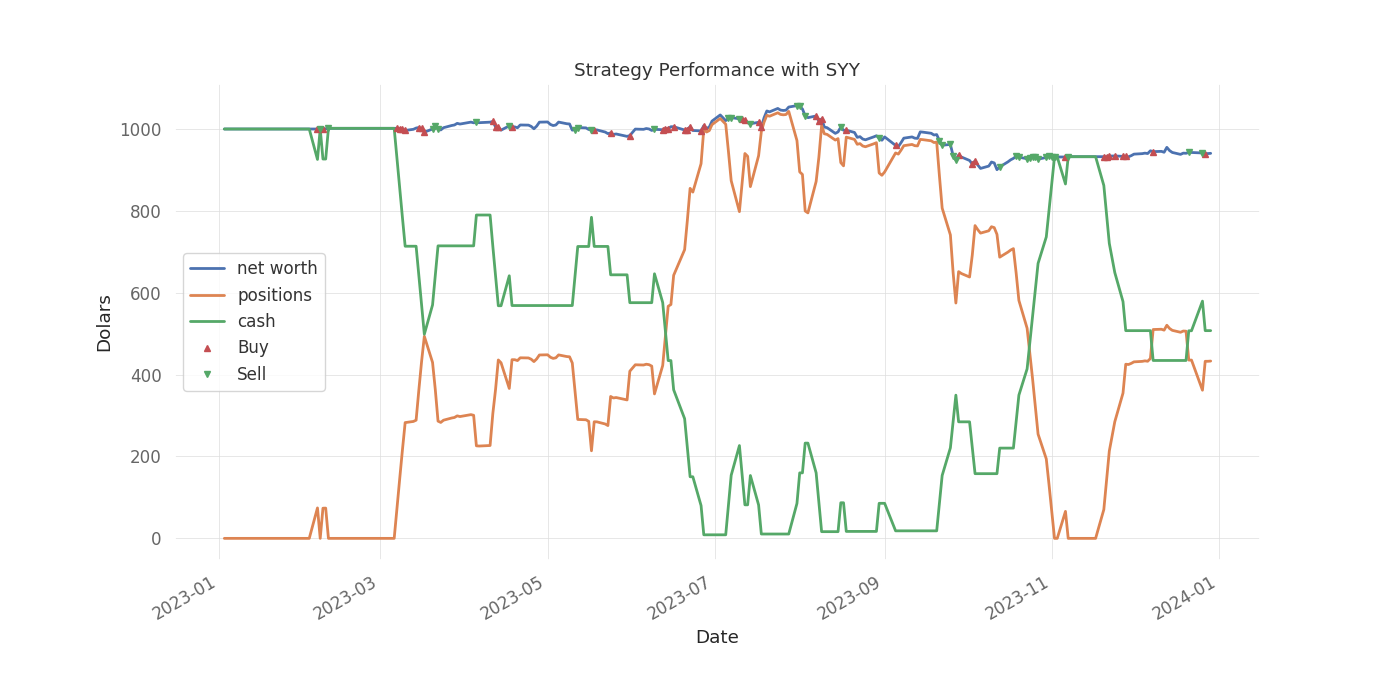 Strategy Performance with SYY
1000
800
600
400
200
0
Dolars
net worth
positions
cash
Buy
Sell
2023-01
2023-03
2023-05
2023-07
2023-09
2023-11
2024-01
Date